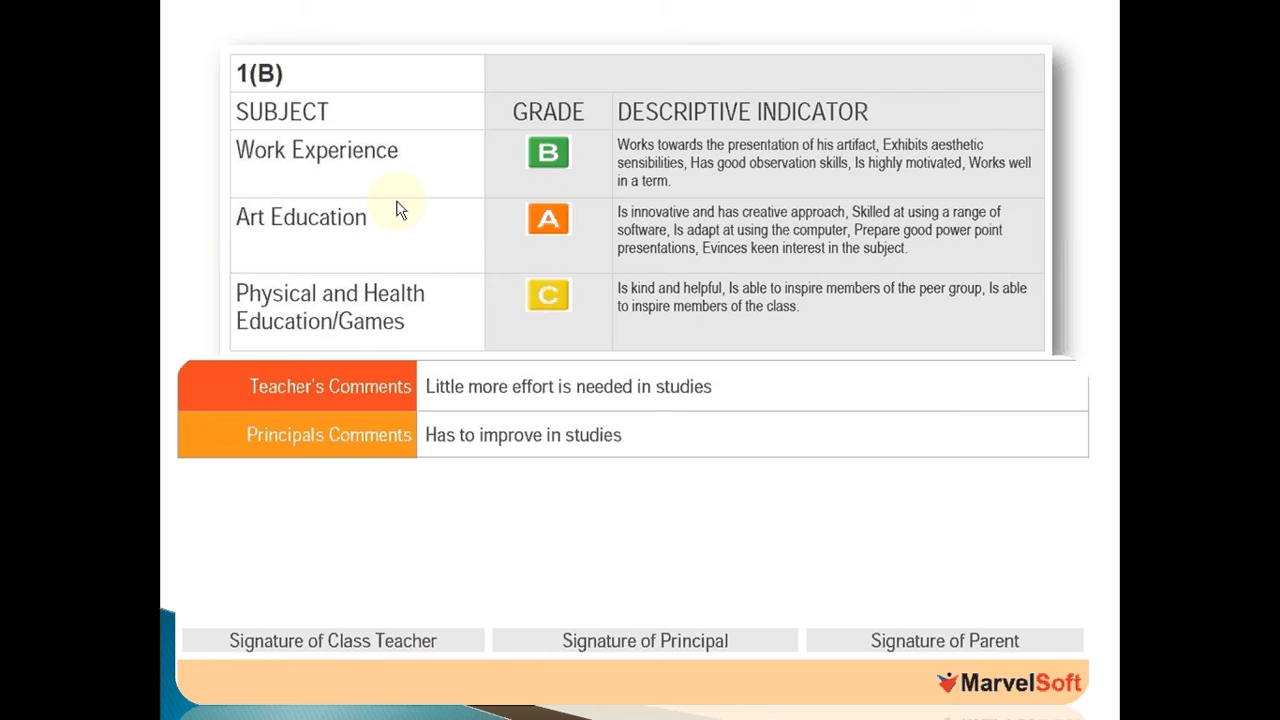 1(B)
SUBJECT GRADE DESCRIPTIVE INDICATOR
Work Experience B Works towards the presentation of his artifact, Exhibits aesthetic
sensibilities, Has good observation skills, Is highly motivated, Works well
in a term.
Art Education A Is innovative and has creative approach, Skilled at using a range of
software, Is adapt at using the computer, Prepare good power point
presentations, Evinces keen interest in the subject.
Physical and Health C Is kind and helpful, Is able to inspire members of the peer group, Is able
Education/Games to inspire members of the class.
Teacher's Comments Little more effort is needed in studies
Principals Comments Has to improve in studies
Signature of Class Teacher Signature of Principal Signature of Parent
MarvelSoft